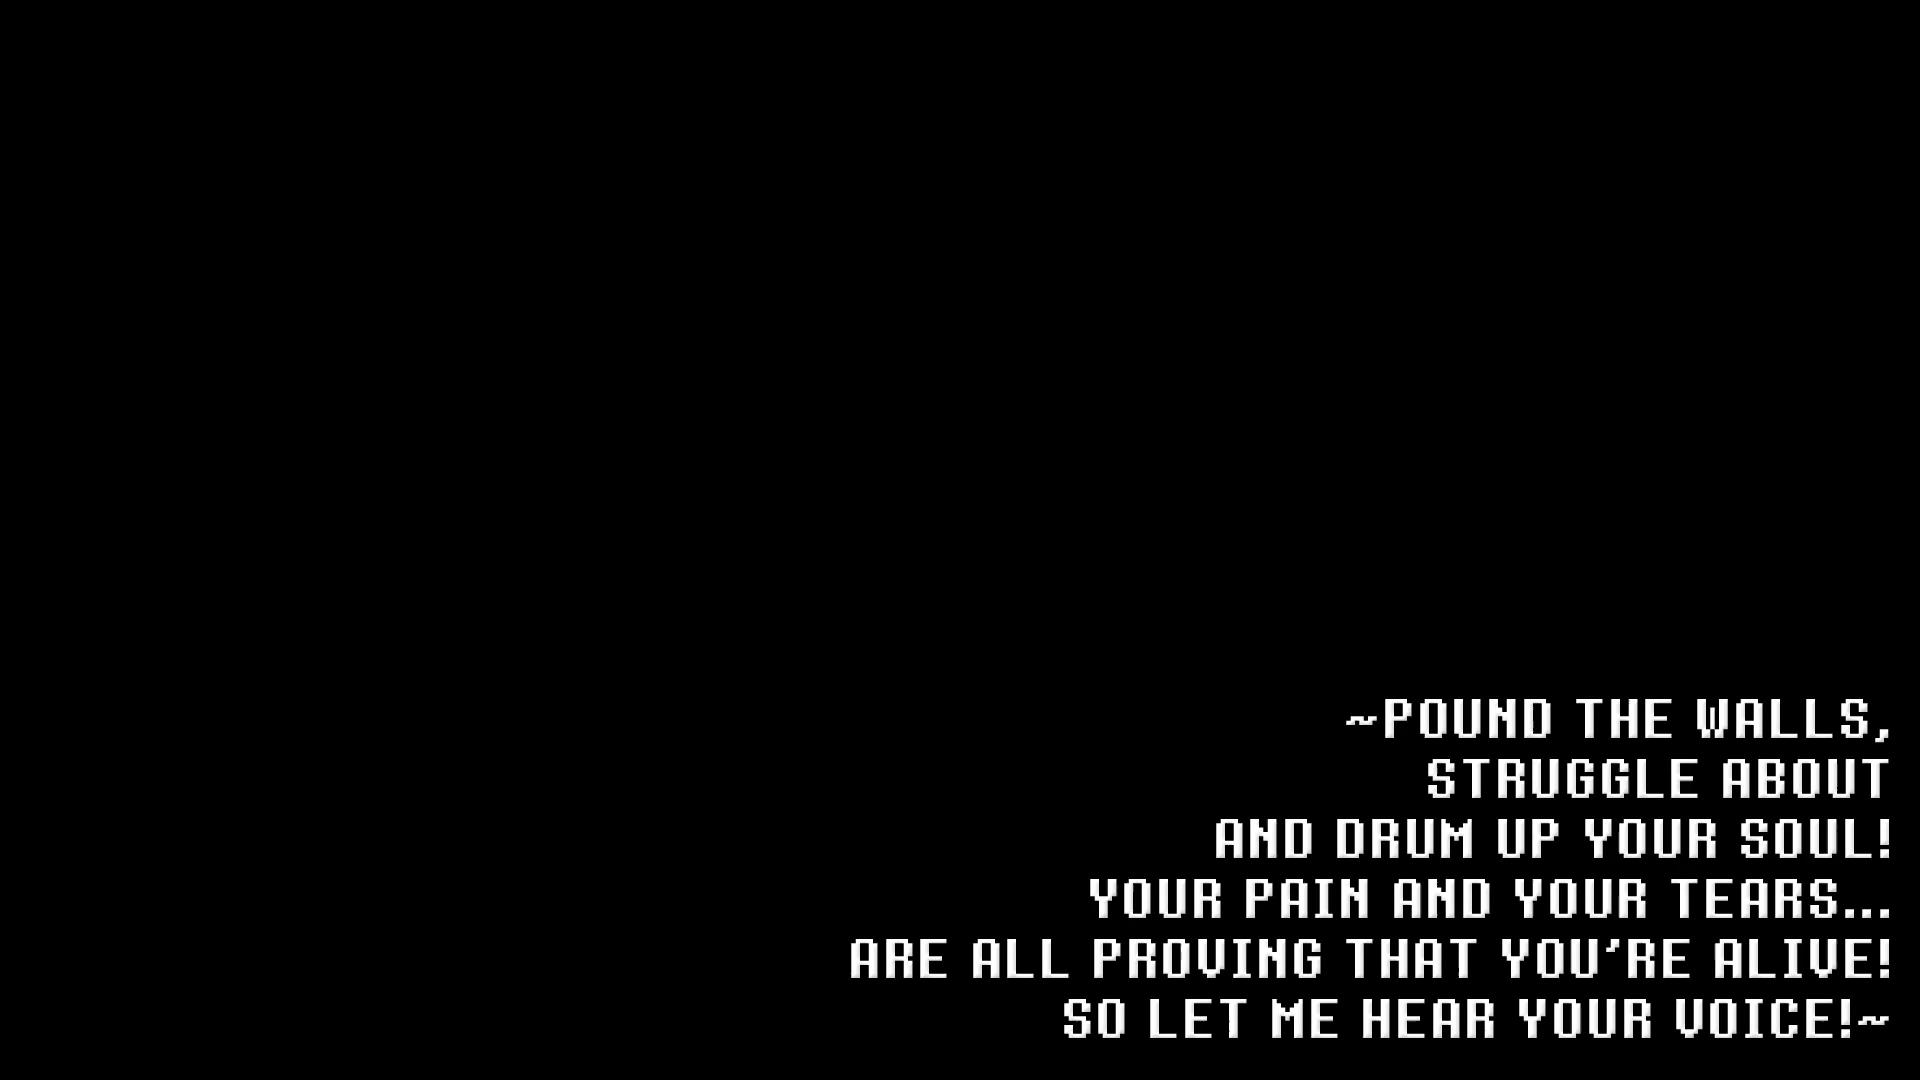 ~POUND THE WALLS,
STRUGGLE ABOUT
AND DRUM UP YOUR SOUL!
YOUR PAIN AND YOUR TEARS...
ARE ALL PROVING THAT YOU'RE ALIVE!
SO LET ME HEAR YOUR VOICE!~